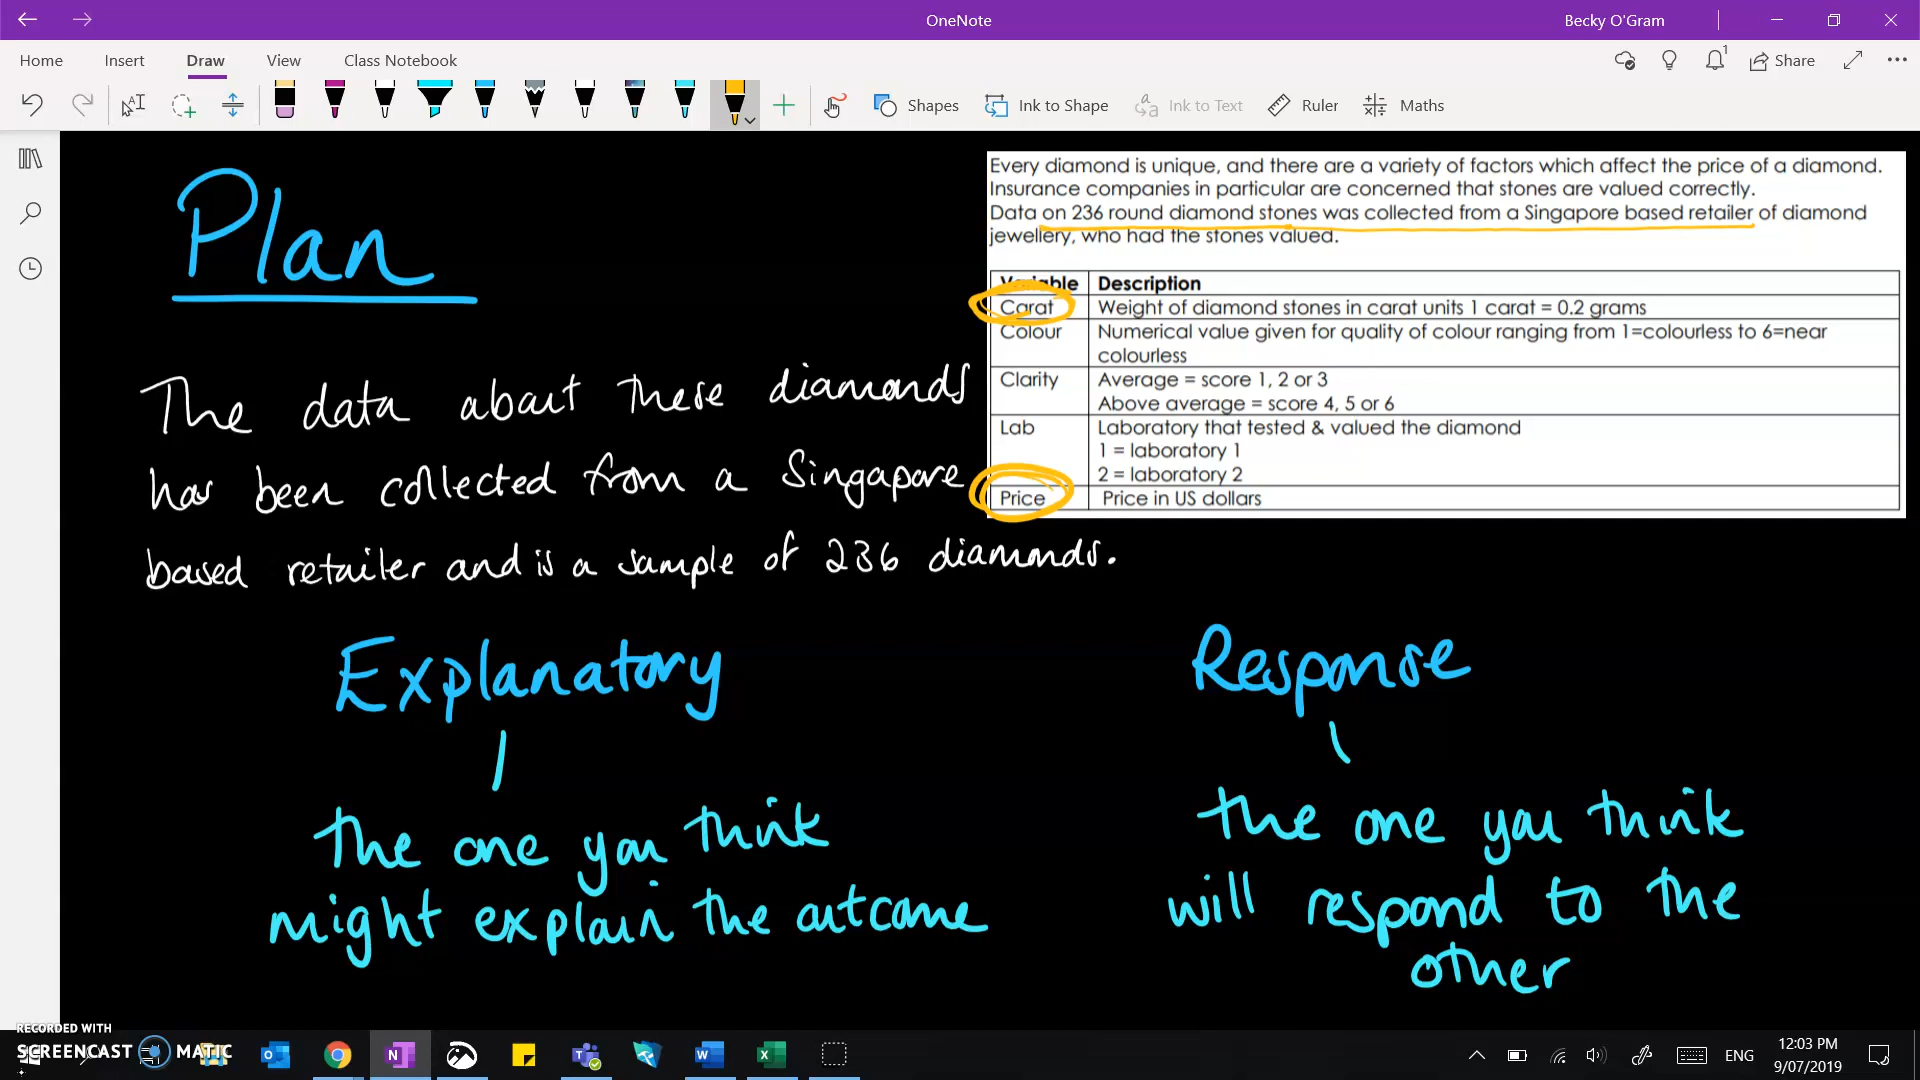 OneNote
Becky O'Gram
Home Insert Draw View Class Notebook
1 Share
Shapes Ink to Shape Ink to Text Ruler Maths
Plan
The data about these diamonds
has been collected from a Singapore
based retailer and is a sample of 236 diamonds.
Every diamond is unique, and there are a variety of factors which affect the price of a diamond.
Insurance companies in particular are concerned that stones are valued correctly.
Data on 236 round diamond stones was collected from a Singapore based retailer of diamond
jewellery, who had the stones valued.
Variable Description
Carat Weight of diamond stones in carat units 1 carat = 0.2 grams
Colour Numerical value given for quality of colour ranging from 1=colourless to 6=near
colourless
Clarity Average = score 1, 2 or 3
Above average = score 4, 5 or 6
Lab Laboratory that tested & valued the diamond
1 = laboratory 1
2 = laboratory 2
Price Price in US dollars
Explanatory
the one you think
might explain the outcome
Response
the one you think
will respond to the
other
RECORDED WITH
SCREENCAST MATIC
ENG
12:03 PM
9/07/2019